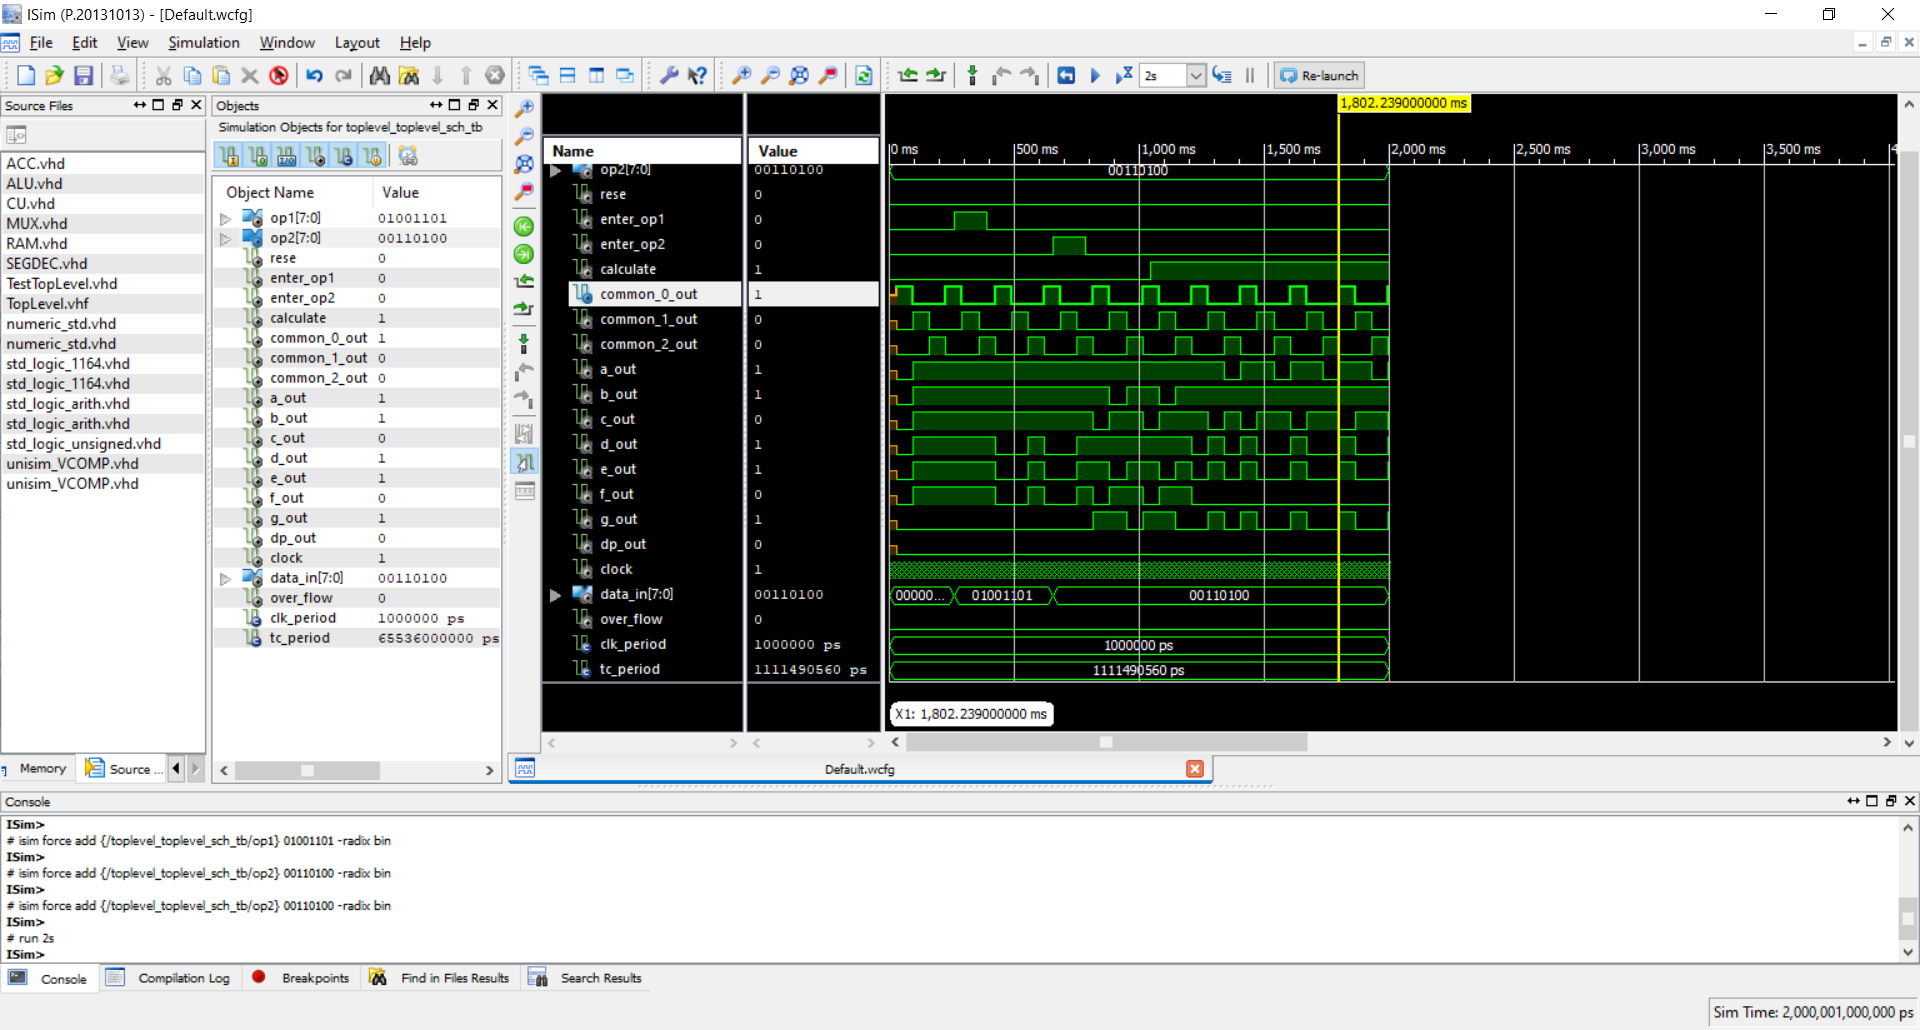 ISim (P.20131013) - [Default.wcfg]
File Edit View Simulation Window Layout Help
2s Re-launch
Source Files
ACC.vhd
ALU.vhd
CU.vhd
MUX.vhd
RAM.vhd
SEGDEC.vhd
TestTopLevel.vhd
TopLevel.vhf
numeric_std.vhd
numeric_std.vhd
std_logic_1164.vhd
std_logic_1164.vhd
std_logic_arith.vhd
std_logic_arith.vhd
std_logic_unsigned.vhd
unisim_VCOMP.vhd
unisim_VCOMP.vhd
Memory Source ...
Objects
Simulation Objects for toplevel_toplevel_sch_tb
Object Name Value
op1[7:0] 01001101
op2[7:0] 00110100
rese 0
enter_op1 0
enter_op2 0
calculate 1
common_0_out 1
common_1_out 0
common_2_out 0
a_out 1
b_out 1
c_out 0
d_out 1
e_out 1
f_out 0
g_out 1
dp_out 0
clock 1
data_in[7:0] 00110100
over_flow 0
clk_period 1000000 ps
tc_period 65536000000 ps
1,802.239000000 ms
Name Value
0 ms 500 ms 1,000 ms 1,500 ms 2,000 ms 2,500 ms 3,000 ms 3,500 ms
op2[7:0] 00110100 00110100
rese 0
enter_op1 0
enter_op2 0
calculate 1
common_0_out 1
common_1_out 0
common_2_out 0
a_out 1
b_out 1
c_out 0
d_out 1
e_out 1
f_out 0
g_out 1
dp_out 0
clock 1
data_in[7:0] 00110100 00000... 01001101 00110100
over_flow 0
clk_period 1000000 ps 1000000 ps
tc_period 1111490560 ps 1111490560 ps
X1: 1,802.239000000 ms
Default.wcfg
Console
ISim>
# isim force add {/toplevel_toplevel_sch_tb/op1} 01001101 -radix bin
ISim>
# isim force add {/toplevel_toplevel_sch_tb/op2} 00110100 -radix bin
ISim>
# isim force add {/toplevel_toplevel_sch_tb/op2} 00110100 -radix bin
ISim>
# run 2s
ISim>
Console Compilation Log Breakpoints Find in Files Results Search Results
Sim Time: 2,000,001,000,000 ps